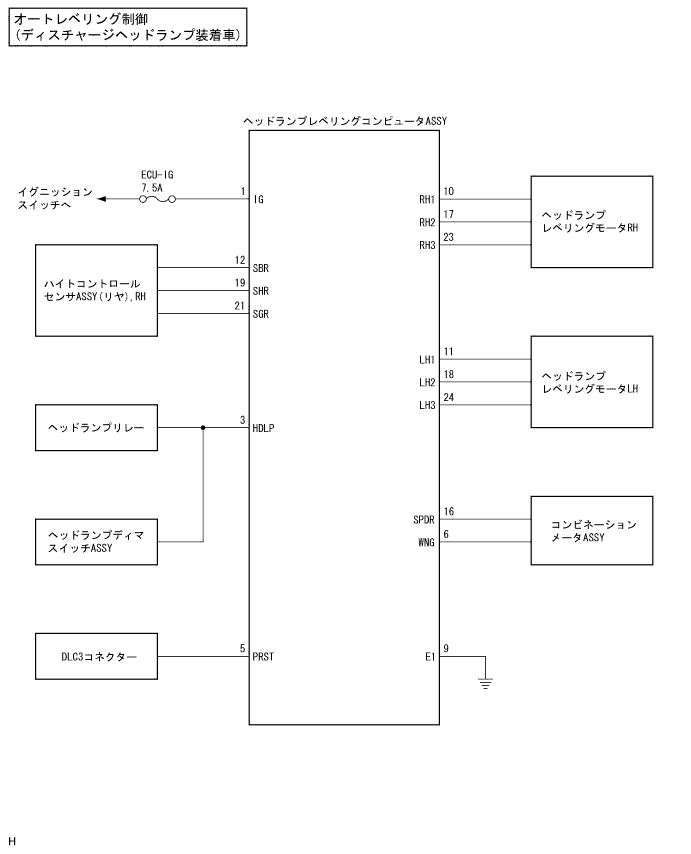 オートレベリング制御
(ディスチャージヘッドランプ装着車)
ヘッドランプレベリングコンピュータASSY
ECU-IG
7.5A
イグニッション
スイッチへ
1
IG
12
SBR
19
SHR
21
SGR
ハイトコントロール
センサASSY(リヤ),RH
ヘッドランプリレー
3
HDLP
ヘッドランプディマ
スイッチASSY
DLC3コネクター
5
PRST
RH1
10
RH2
17
RH3
23
ヘッドランプ
レベリングモータRH
LH1
11
LH2
18
LH3
24
ヘッドランプ
レベリングモータLH
SPDR
16
WNG
6
コンビネーション
メータASSY
E1
9
H